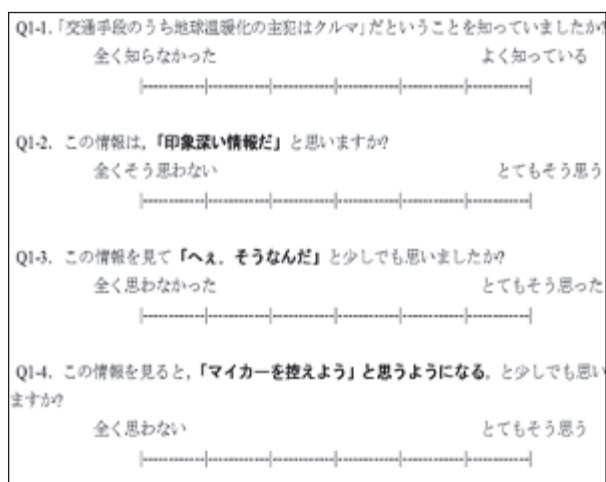 Q1-1.「交通手段のうち地球温暖化の主犯はクルマ」だということを知っていましたか?
全く知らなかった よく知っている
|----------|----------|----------|----------|----------|----------|
Q1-2. この情報は,「印象深い情報だ」と思いますか?
全くそう思わない とてもそう思う
|----------|----------|----------|----------|----------|----------|
Q1-3. この情報を見て「へぇ,そうなんだ」と少しでも思いましたか?
全く思わなかった とてもそう思った
|----------|----------|----------|----------|----------|----------|
Q1-4. この情報を見ると,「マイカーを控えよう」と思うようになる,と少しでも思い
ますか?
全く思わない とてもそう思う
|----------|----------|----------|----------|----------|----------|